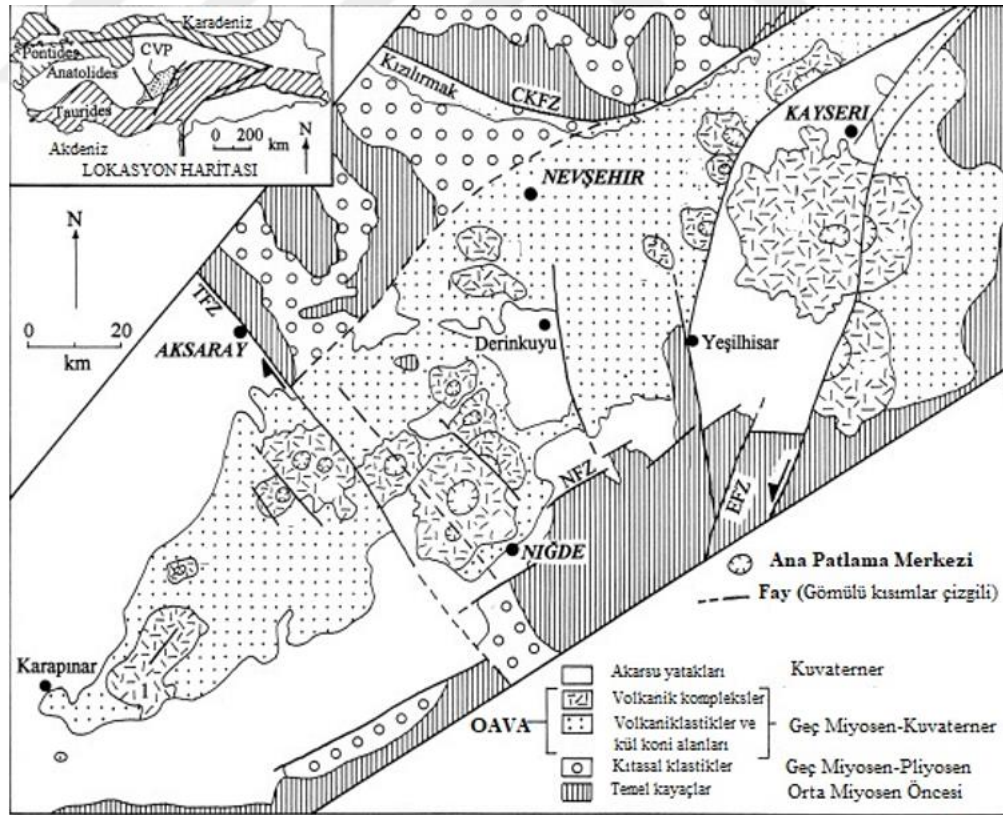 Karadeniz
Pontides
CVP
Anatolides
Taurides
Akdeniz
0 200
km
N
LOKASYON HARİTASI
Kızılırmak
CKFZ
KAYSERI
NEVŞEHIR
N
0 20
km
TFZ
AKSARAY
Derinkuyu
Yeşilhisar
NFZ
EFZ
NIĞDE
Karapınar
1
Ana Patlama Merkezi
Fay (Gömülü kısımlar çizgili)
Akarsu yatakları Kuvaterner
OAVA
Volkanik kompleksler
Volkaniklastikler ve
kül koni alanları
Geç Miyosen-Kuvaterner
Kıtasal klastikler Geç Miyosen-Pliyosen
Temel kayaçlar Orta Miyosen Öncesi